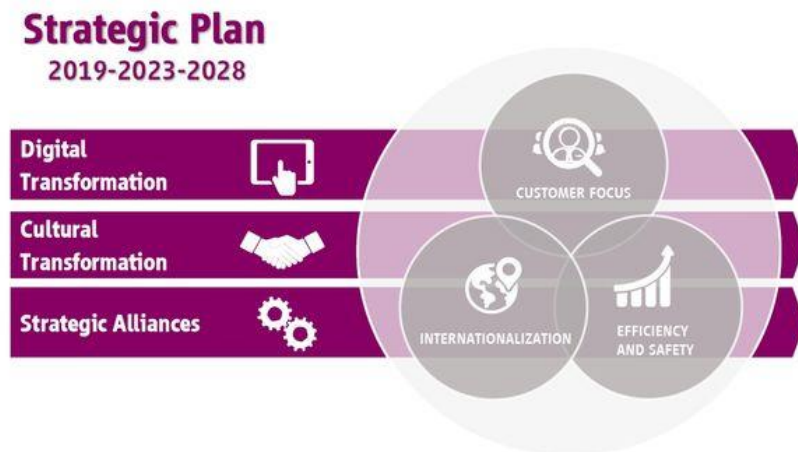 Strategic Plan
2019-2023-2028
Digital
Transformation
CUSTOMER FOCUS
Cultural
Transformation
Strategic Alliances
INTERNATIONALIZATION
EFFICIENCY
AND SAFETY